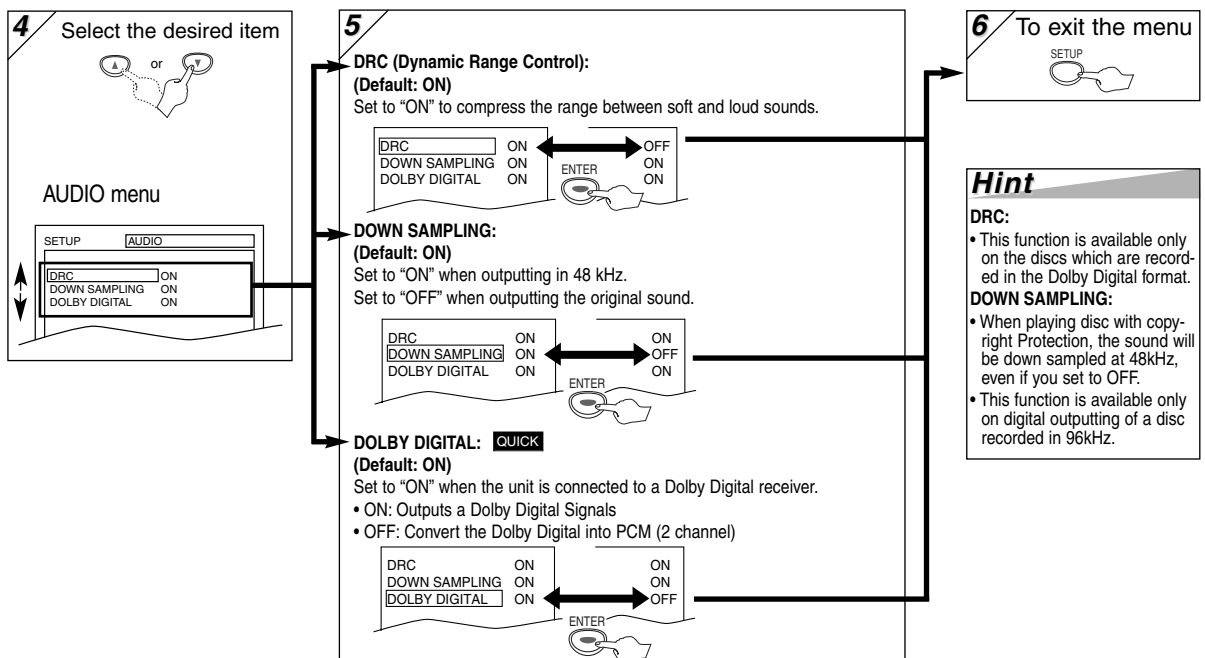 4 Select the desired item
or
AUDIO menu
SETUP AUDIO
DRC ON
DOWN SAMPLING ON
DOLBY DIGITAL ON
5
DRC (Dynamic Range Control):
(Default: ON)
Set to “ON” to compress the range between soft and loud sounds.
DRC ON OFF
DOWN SAMPLING ON ON
DOLBY DIGITAL ON ON
ENTER
DOWN SAMPLING:
(Default: ON)
Set to “ON” when outputting in 48 kHz.
Set to “OFF” when outputting the original sound.
DRC ON ON
DOWN SAMPLING ON OFF
DOLBY DIGITAL ON ON
ENTER
DOLBY DIGITAL: QUICK
(Default: ON)
Set to “ON” when the unit is connected to a Dolby Digital receiver.
• ON: Outputs a Dolby Digital Signals
• OFF: Convert the Dolby Digital into PCM (2 channel)
DRC ON ON
DOWN SAMPLING ON ON
DOLBY DIGITAL ON OFF
ENTER
6 To exit the menu
SETUP
Hint
DRC:
• This function is available only
on the discs which are record-
ed in the Dolby Digital format.
DOWN SAMPLING:
• When playing disc with copy-
right Protection, the sound will
be down sampled at 48kHz,
even if you set to OFF.
• This function is available only
on digital outputting of a disc
recorded in 96kHz.